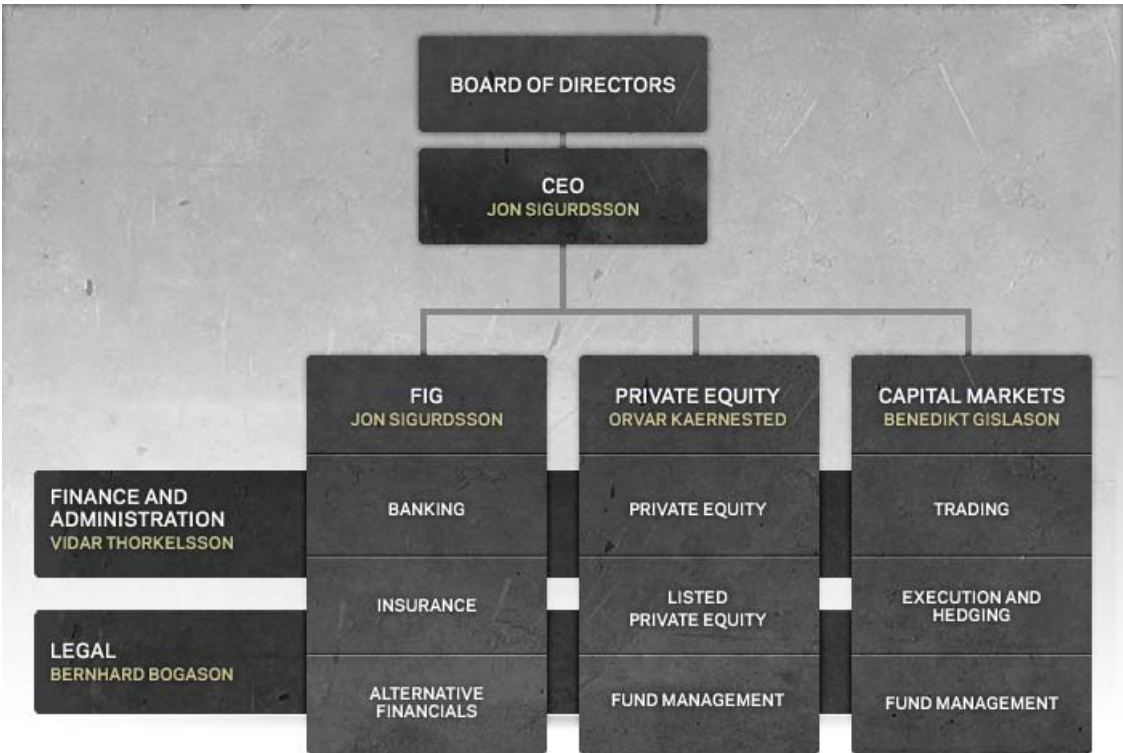 BOARD OF DIRECTORS
CEO
JON SIGURDSSON
FIG
JON SIGURDSSON
PRIVATE EQUITY
ORVAR KAERNESTED
CAPITAL MARKETS
BENEDIKT GISLASON
FINANCE AND
ADMINISTRATION
VIDAR THORKELSSON
BANKING
PRIVATE EQUITY
TRADING
INSURANCE
LISTED
PRIVATE EQUITY
EXECUTION AND
HEDGING
LEGAL
BERNHARD BOGASON
ALTERNATIVE
FINANCIALS
FUND MANAGEMENT
FUND MANAGEMENT